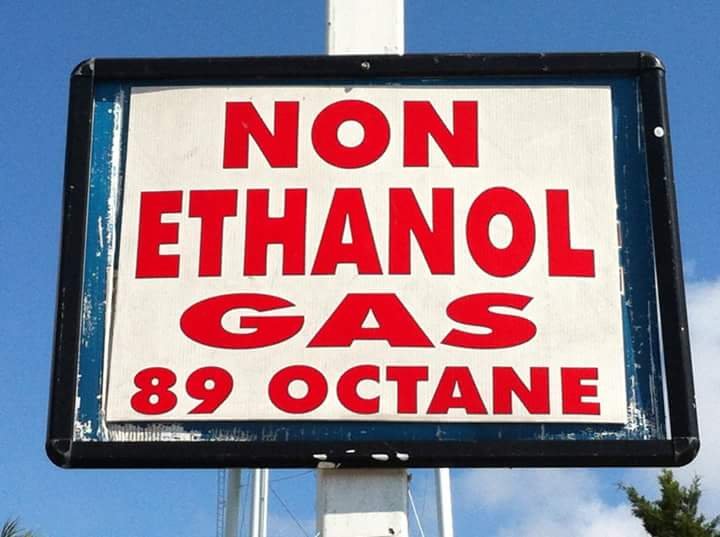 NON
ETHANOL
GAS
89 OCTANE